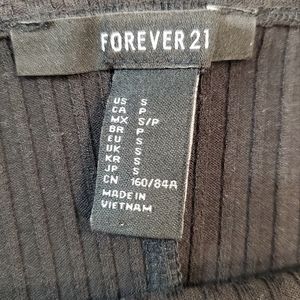 FOREVER 21
US S
CA P
MX S/P
BR P
EU S
UK S
KR S
JP S
CN 160/84A
MADE IN
VIETNAM